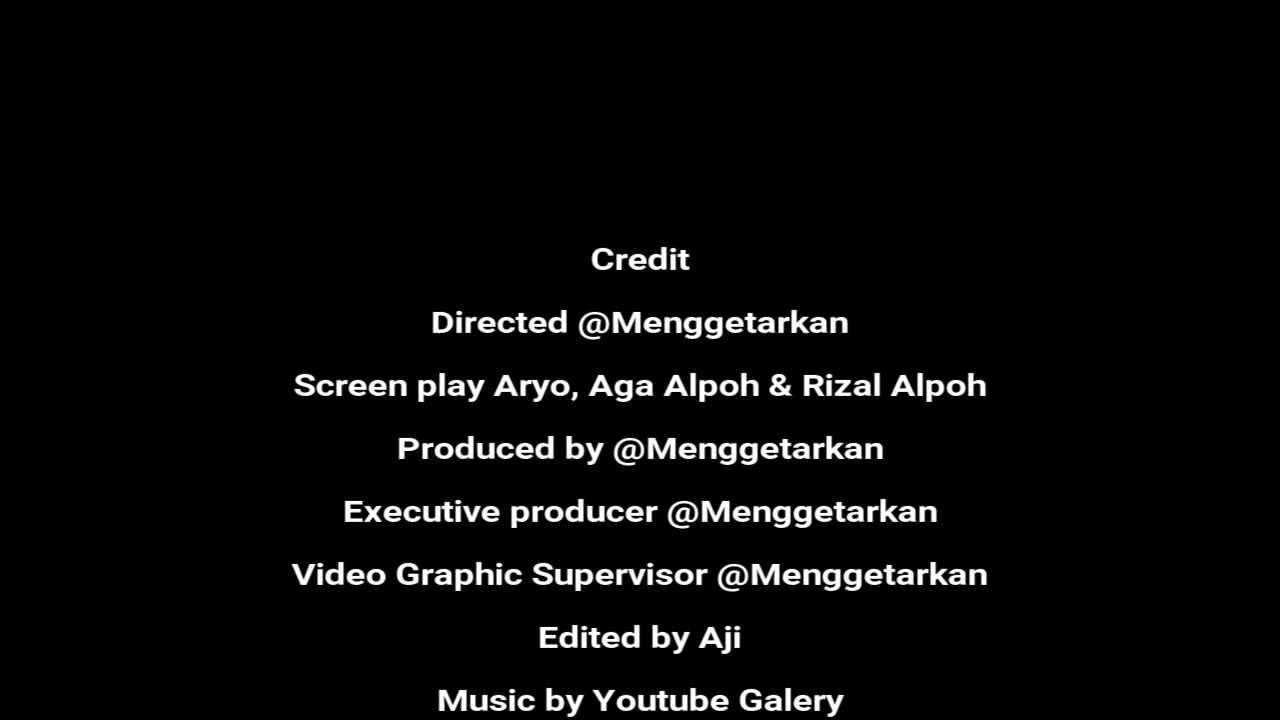 Credit
Directed @Menggetarkan
Screen play Aryo, Aga Alpoh & Rizal Alpoh
Produced by @Menggetarkan
Executive producer @Menggetarkan
Video Graphic Supervisor @Menggetarkan
Edited by Aji
Music by Youtube Galery